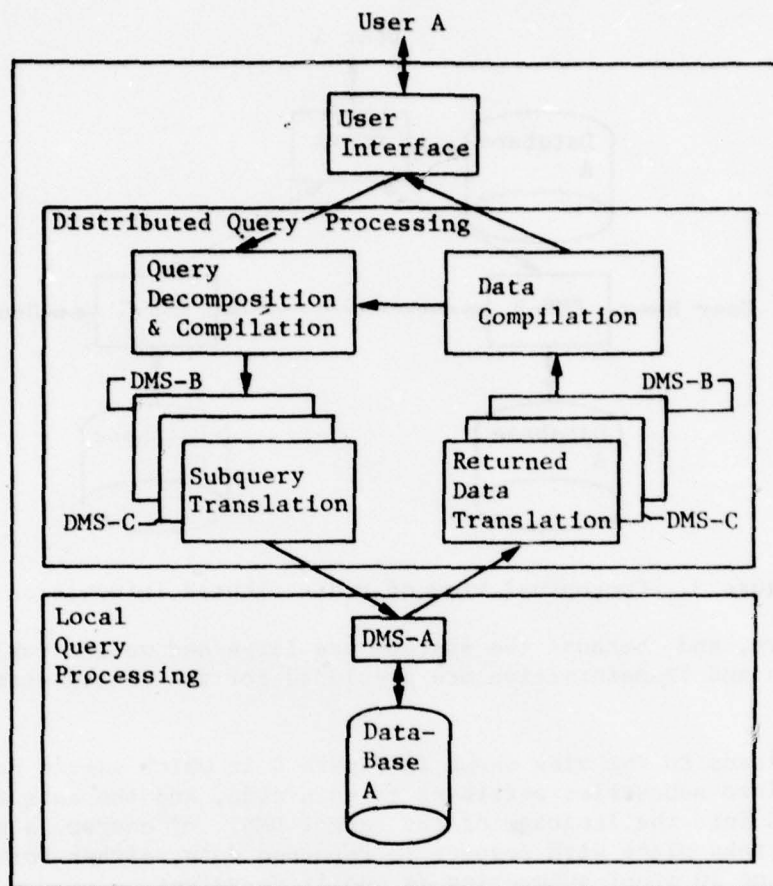 User A
User
Interface
Distributed Query Processing
Query
Decomposition
& Compilation
Data
Compilation
DMS-B
DMS-B
Subquery
Translation
Returned
Data
Translation
DMS-C
DMS-C
Local
Query
Processing
DMS-A
Data-
Base
A